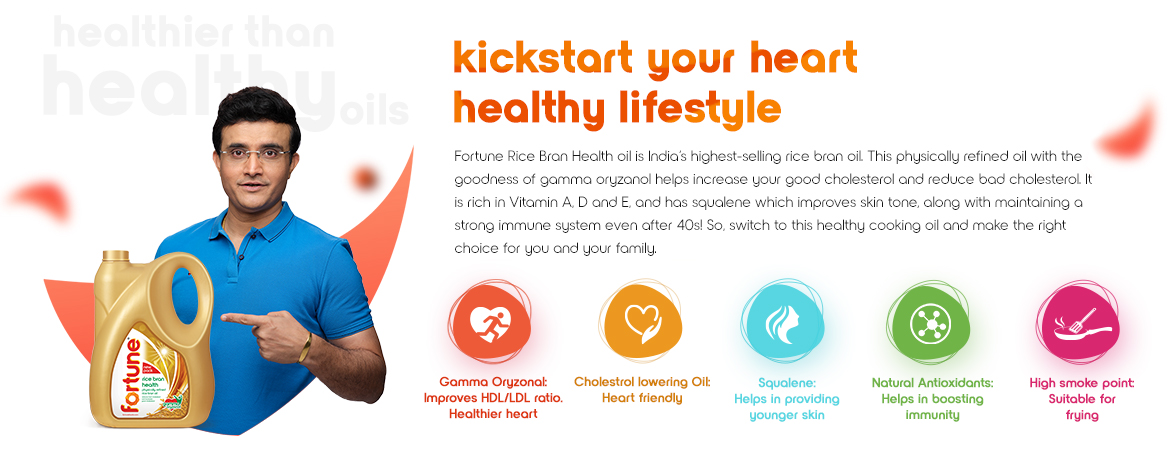 healthier than
healthy oils
kickstart your heart
healthy lifestyle
Fortune Rice Bran Health oil is India's highest-selling rice bran oil. This physically refined oil with the
goodness of gamma oryzanol helps increase your good cholesterol and reduce bad cholesterol. It
is rich in Vitamin A, D and E, and has squalene which improves skin tone, along with maintaining a
strong immune system even after 40s! So, switch to this healthy cooking oil and make the right
choice for you and your family.
fortune
rice bran
health
Gamma Oryzonal:
Improves HDL/LDL ratio.
Healthier heart
Cholestrol lowering Oil:
Heart friendly
Squalene:
Helps in providing
younger skin
Natural Antioxidants:
Helps in boosting
immunity
High smoke point:
Suitable for
frying